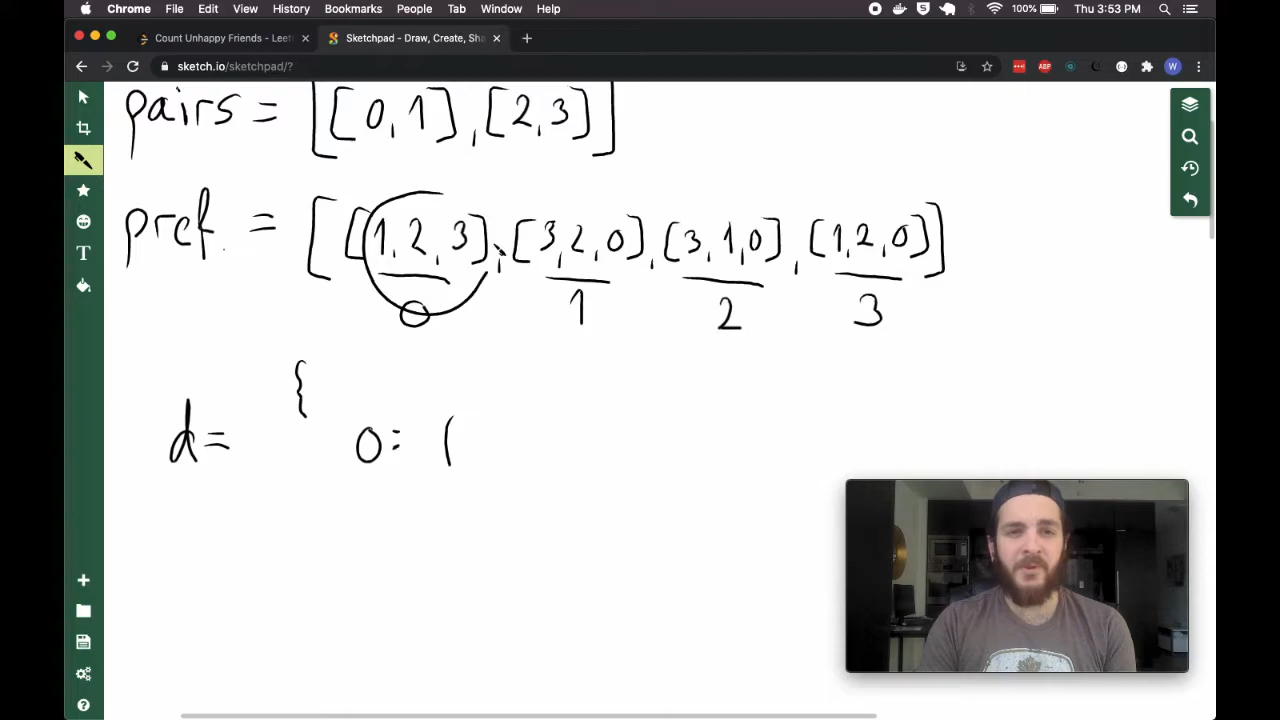 Chrome File Edit View History Bookmarks People Tab Window Help 100% Thu 3:53 PM
Count Unhappy Friends - Leet Sketchpad - Draw, Create, Sha
sketch.io/sketchpad/?
ABP W
pairs = [[0,1],[2,3]]
pref. = [[1,2,3],[3,2,0],[3,1,0],[1,2,0]]
0 1 2 3
{
d= 0: (
T